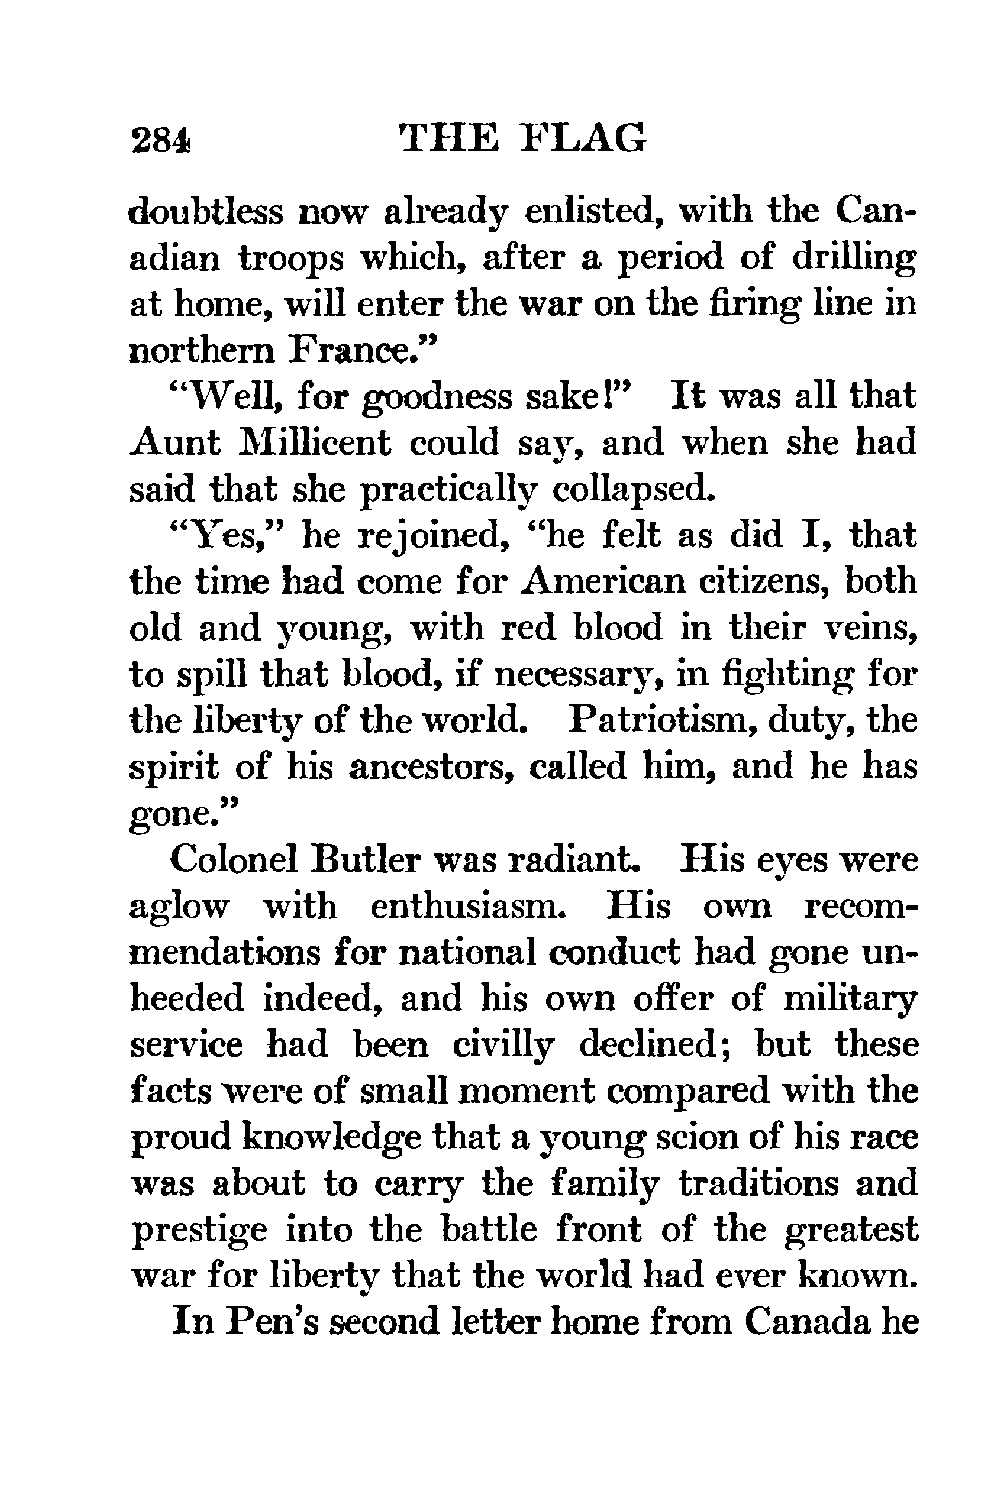 284 THE FLAG
doubtless now already enlisted, with the Can-
adian troops which, after a period of drilling
at home, will enter the war on the firing line in
northern France.”
“Well, for goodness sake!” It was all that
Aunt Millicent could say, and when she had
said that she practically collapsed.
“Yes,” he rejoined, “he felt as did I, that
the time had come for American citizens, both
old and young, with red blood in their veins,
to spill that blood, if necessary, in fighting for
the liberty of the world. Patriotism, duty, the
spirit of his ancestors, called him, and he has
gone.”
Colonel Butler was radiant. His eyes were
aglow with enthusiasm. His own recom-
mendations for national conduct had gone un-
heeded indeed, and his own offer of military
service had been civilly declined; but these
facts were of small moment compared with the
proud knowledge that a young scion of his race
was about to carry the family traditions and
prestige into the battle front of the greatest
war for liberty that the world had ever known.
In Pen’s second letter home from Canada he